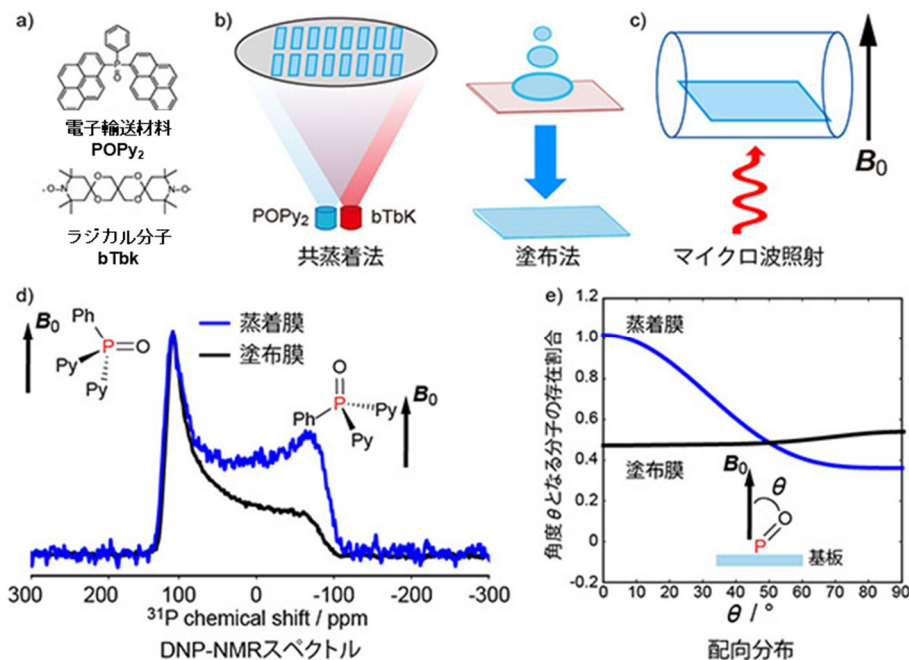 a)
P
O
電子輸送材料
POPy₂
·O-N
O O
O O
N-O·
ラジカル分子
bTbk
b)
POPy₂
bTbK
共蒸着法
塗布法
c)
B₀
マイクロ波照射
d)
B₀
Ph
P=O
Py
Py
蒸着膜
塗布膜
O
Ph P Py
Py
B₀
300 200 100 0 -100 -200 -300
³¹P chemical shift / ppm
DNP-NMRスペクトル
e)
角度 θ となる分子の存在割合
1.2
1.0
0.8
0.6
0.4
0.2
0
-0.2
蒸着膜
塗布膜
B₀
θ
O
P
基板
0 10 20 30 40 50 60 70 80 90
θ / °
配向分布